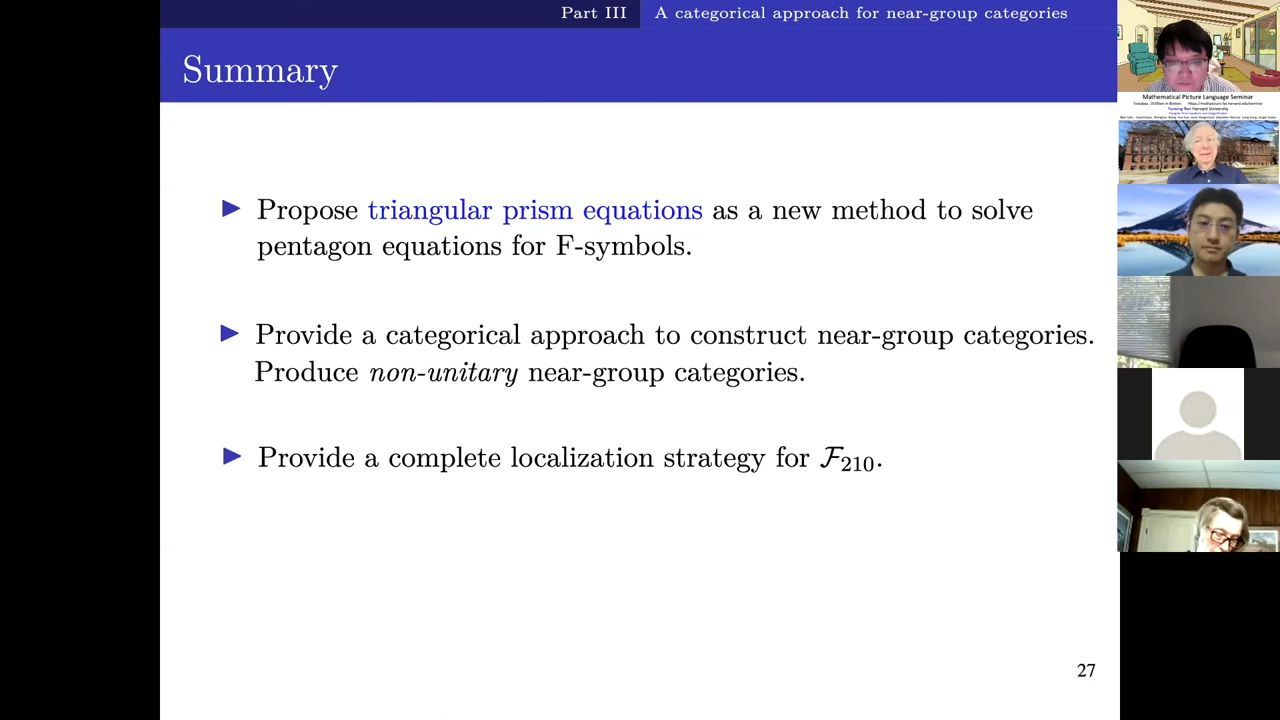 Part III A categorical approach for near-group categories
Summary
▶ Propose triangular prism equations as a new method to solve
pentagon equations for F-symbols.
▶ Provide a categorical approach to construct near-group categories.
Produce non-unitary near-group categories.
▶ Provide a complete localization strategy for ℱ₂₁₀.
27
Mathematical Picture Language Seminar